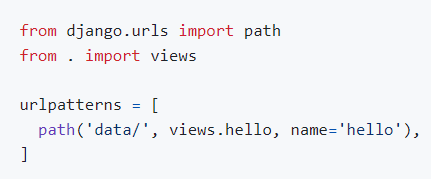 from django.urls import path
from . import views
urlpatterns = [
path('data/', views.hello, name='hello'),
]